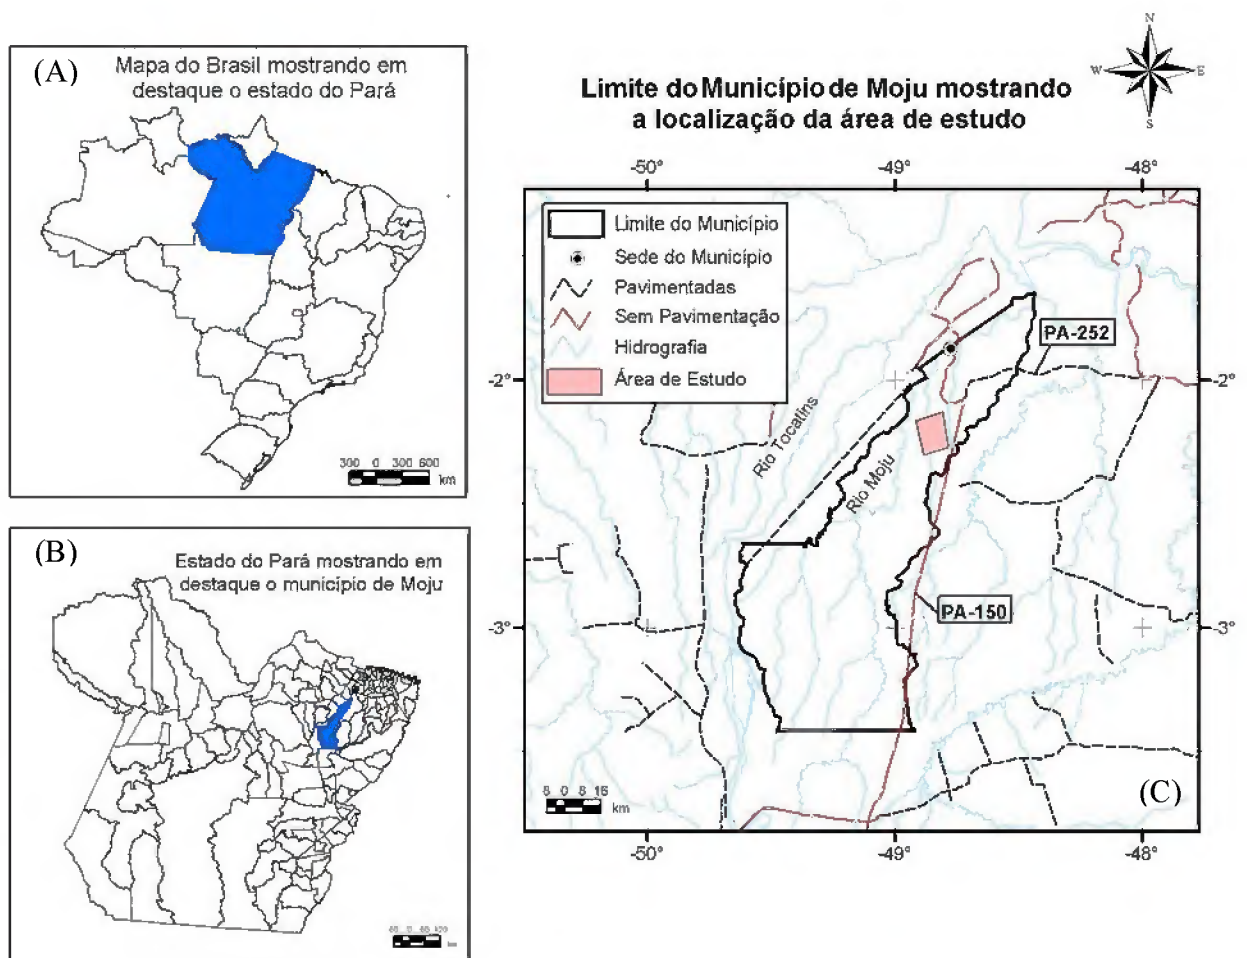 (A)
Mapa do Brasil mostrando em
destaque o estado do Pará
300 0 300 600
km
(B)
Estado do Pará mostrando em
destaque o município de Moju
km
Limite do Município de Moju mostrando
a localização da área de estudo
N
W E
S
-50° -49° -48°
Limite do Município
Sede do Município
Pavimentadas
Sem Pavimentação
Hidrografia
Área de Estudo
PA-252
-2° -2°
Rio Tocatins
Rio Moju
PA-150
-3° -3°
8 0 8 16
km
(C)
-50° -49° -48°